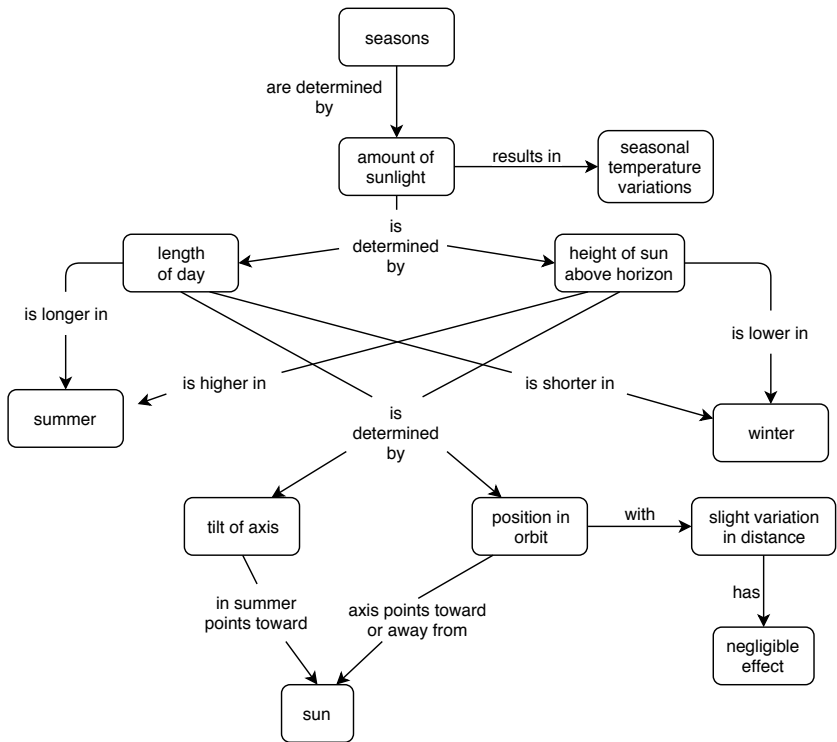 seasons
are determined
by
amount of
sunlight
results in
seasonal
temperature
variations
is
determined
by
length
of day
height of sun
above horizon
is longer in
is lower in
is higher in
is shorter in
summer
winter
is
determined
by
tilt of axis
position in
orbit
with
slight variation
in distance
in summer
points toward
axis points toward
or away from
has
negligible
effect
sun